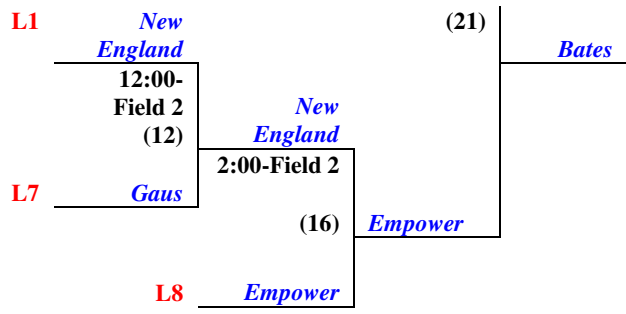 L1
New
England
(21)
Bates
12:00-
Field 2
(12)
New
England
2:00-Field 2
L7
Gaus
(16)
Empower
L8
Empower